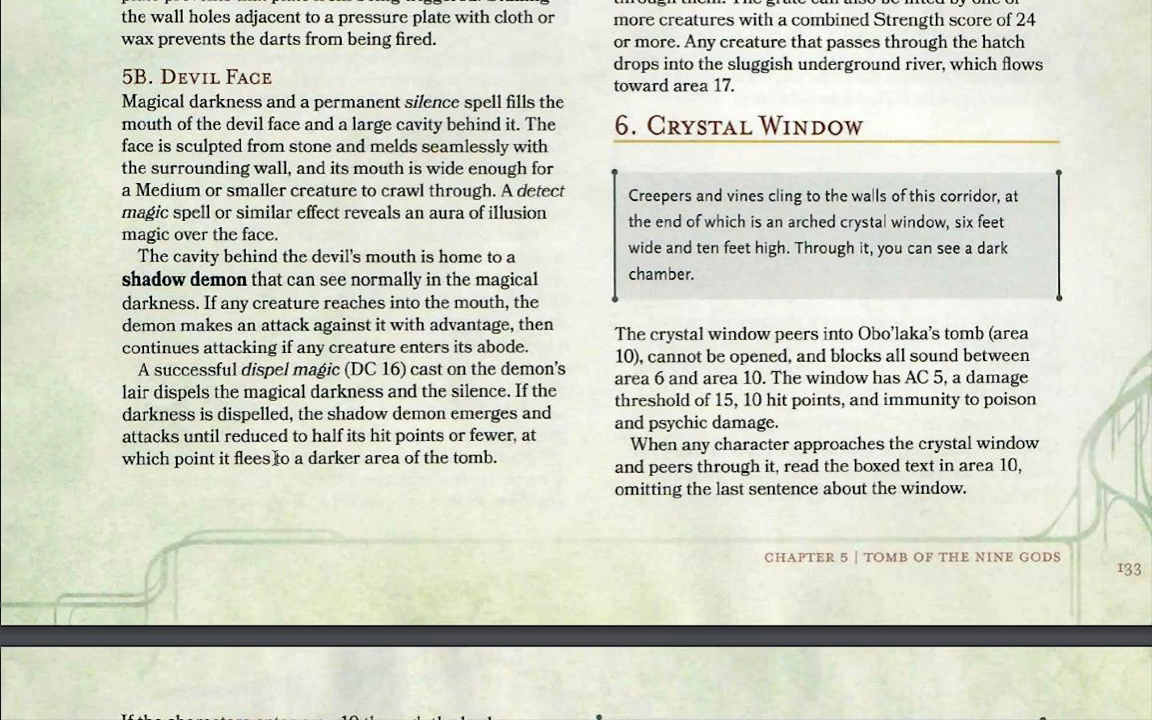 the wall holes adjacent to a pressure plate with cloth or
wax prevents the darts from being fired.
5B. Devil Face
Magical darkness and a permanent silence spell fills the
mouth of the devil face and a large cavity behind it. The
face is sculpted from stone and melds seamlessly with
the surrounding wall, and its mouth is wide enough for
a Medium or smaller creature to crawl through. A detect
magic spell or similar effect reveals an aura of illusion
magic over the face.
The cavity behind the devil's mouth is home to a
shadow demon that can see normally in the magical
darkness. If any creature reaches into the mouth, the
demon makes an attack against it with advantage, then
continues attacking if any creature enters its abode.
A successful dispel magic (DC 16) cast on the demon's
lair dispels the magical darkness and the silence. If the
darkness is dispelled, the shadow demon emerges and
attacks until reduced to half its hit points or fewer, at
which point it flees to a darker area of the tomb.
more creatures with a combined Strength score of 24
or more. Any creature that passes through the hatch
drops into the sluggish underground river, which flows
toward area 17.
6. Crystal Window
Creepers and vines cling to the walls of this corridor, at
the end of which is an arched crystal window, six feet
wide and ten feet high. Through it, you can see a dark
chamber.
The crystal window peers into Obo'laka's tomb (area
10), cannot be opened, and blocks all sound between
area 6 and area 10. The window has AC 5, a damage
threshold of 15, 10 hit points, and immunity to poison
and psychic damage.
When any character approaches the crystal window
and peers through it, read the boxed text in area 10,
omitting the last sentence about the window.
CHAPTER 5 | TOMB OF THE NINE GODS
133